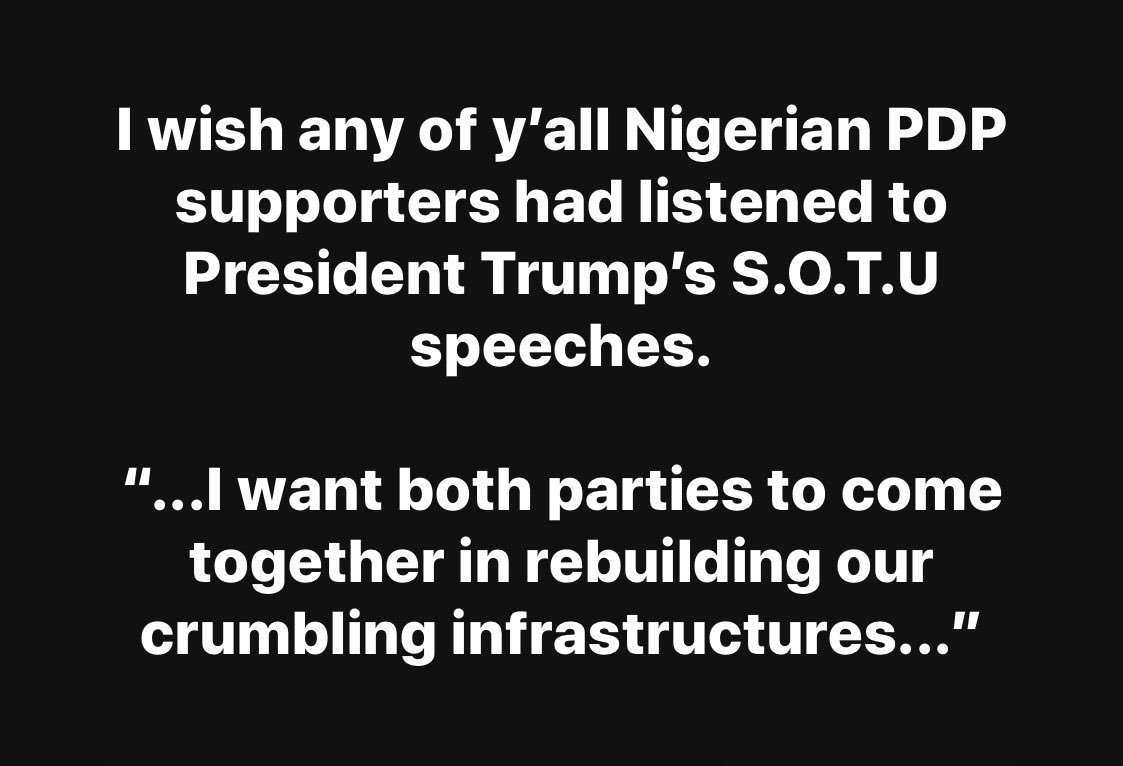 I wish any of y’all Nigerian PDP
supporters had listened to
President Trump’s S.O.T.U
speeches.
“...I want both parties to come
together in rebuilding our
crumbling infrastructures...”